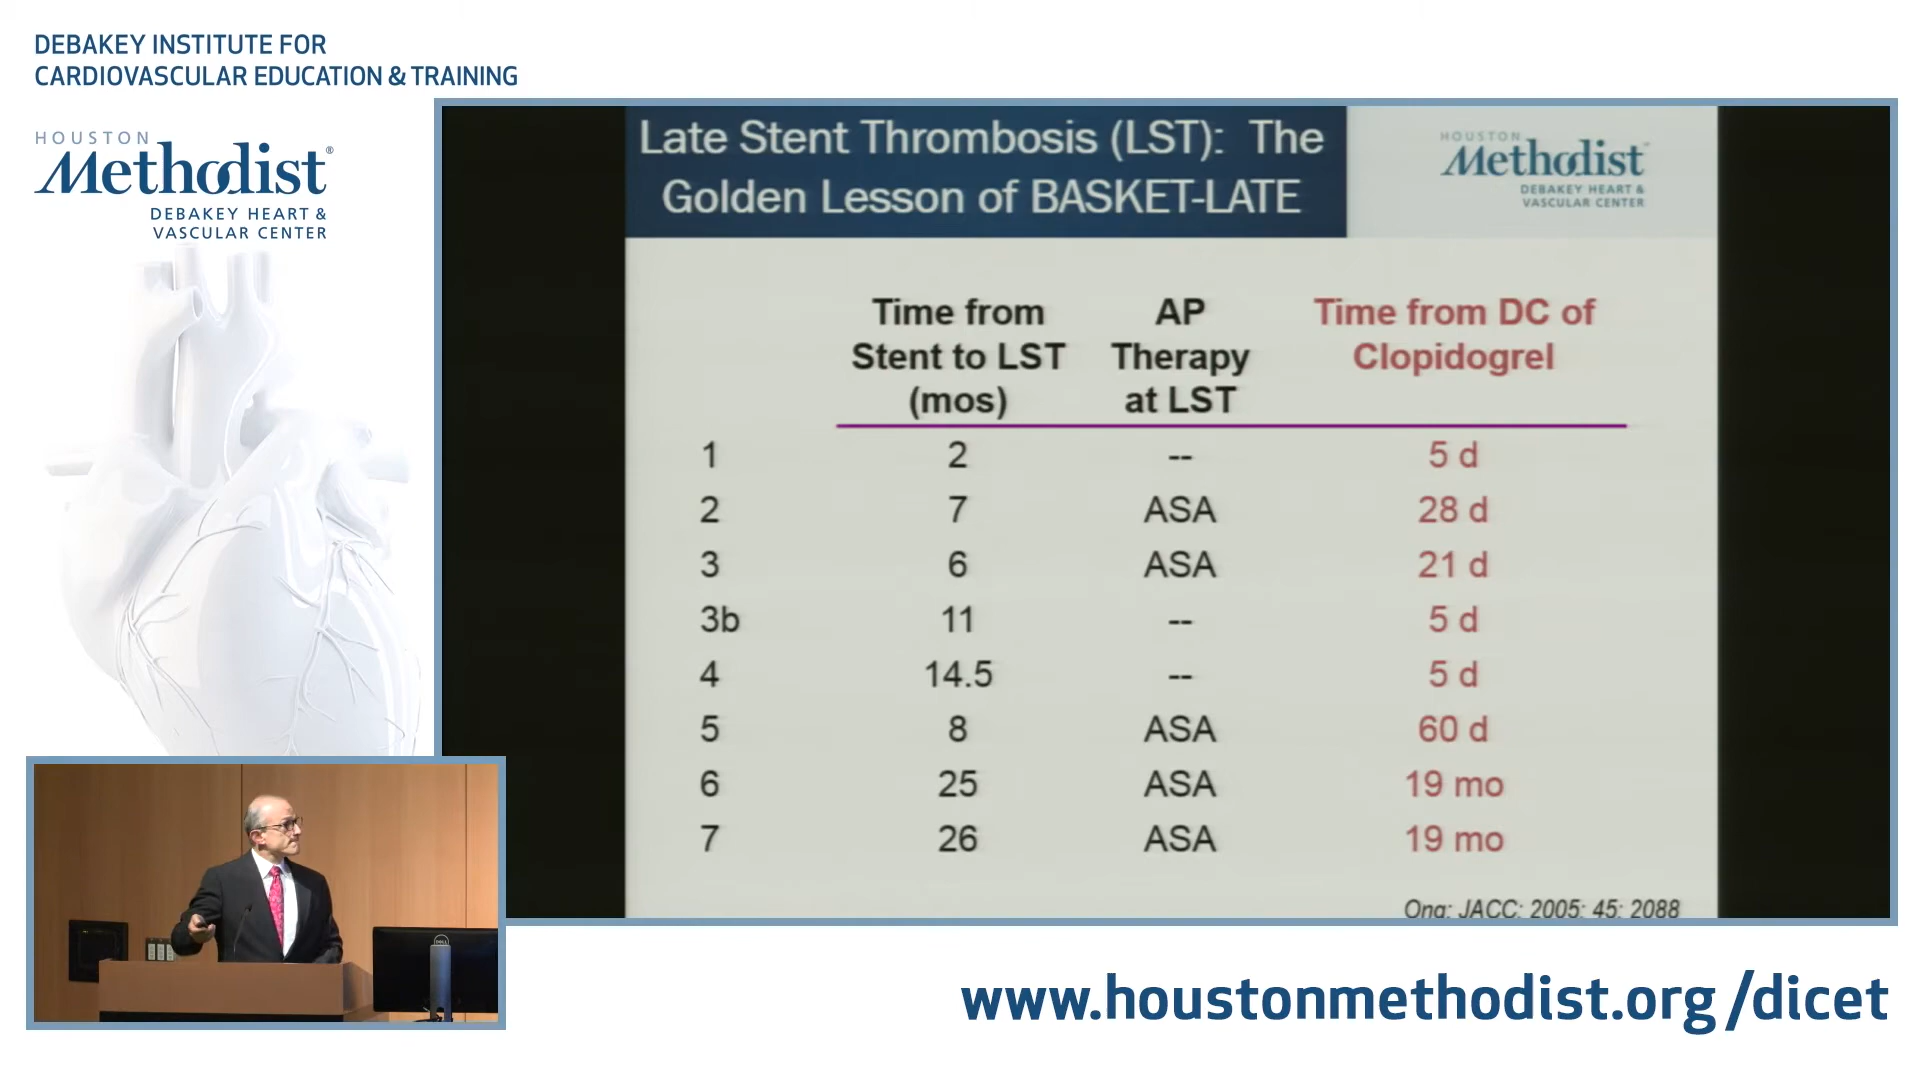 DEBAKEY INSTITUTE FOR
CARDIOVASCULAR EDUCATION & TRAINING
HOUSTON
Methodist®
DEBAKEY HEART &
VASCULAR CENTER
Late Stent Thrombosis (LST): The
Golden Lesson of BASKET-LATE
HOUSTON
Methodist
DEBAKEY HEART &
VASCULAR CENTER
Time from Stent to LST (mos) AP Therapy at LST Time from DC of Clopidogrel
1 2 -- 5 d
2 7 ASA 28 d
3 6 ASA 21 d
3b 11 -- 5 d
4 14.5 -- 5 d
5 8 ASA 60 d
6 25 ASA 19 mo
7 26 ASA 19 mo
Ong: JACC: 2005: 45: 2088
DELL
www.houstonmethodist.org/dicet